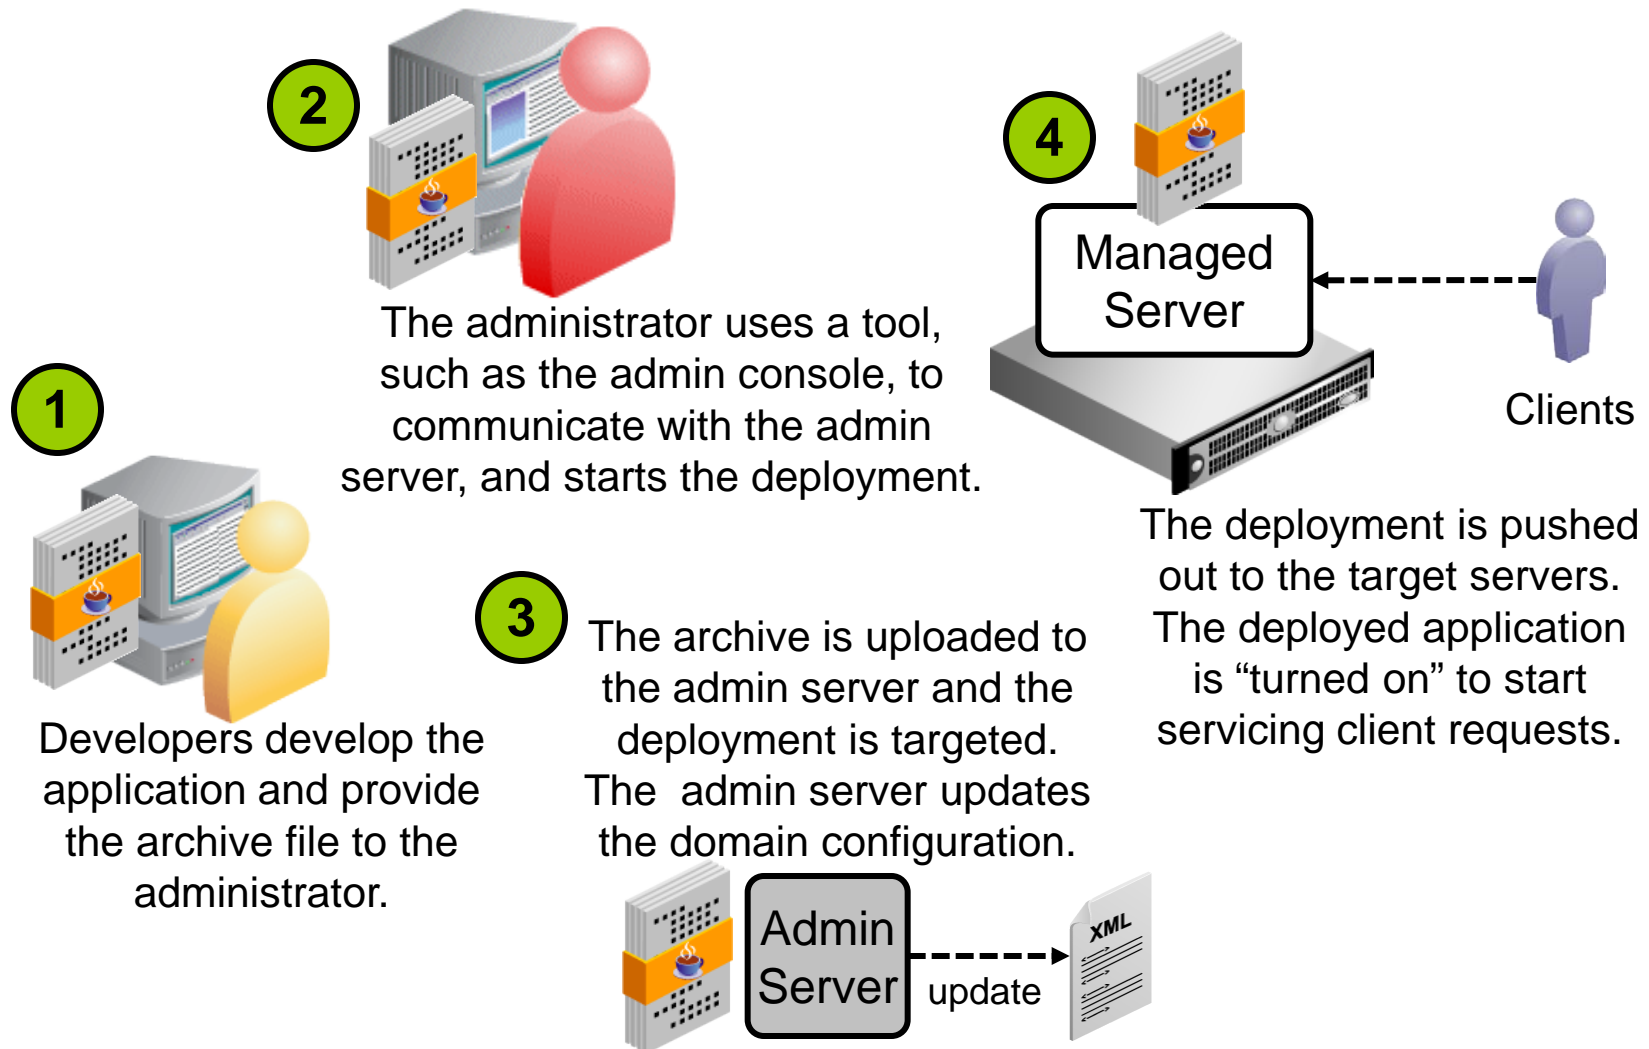 1
Developers develop the
application and provide
the archive file to the
administrator.
2
The administrator uses a tool,
such as the admin console, to
communicate with the admin
server, and starts the deployment.
3
The archive is uploaded to
the admin server and the
deployment is targeted.
The  admin server updates
the domain configuration.
Admin
Server
update
XML
4
Managed
Server
Clients
The deployment is pushed
out to the target servers.
The deployed application
is “turned on” to start
servicing client requests.